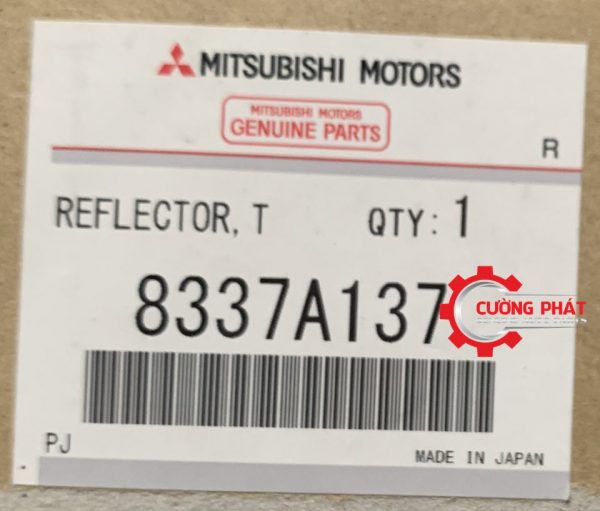 MITSUBISHI MOTORS
MITSUBISHI MOTORS
GENUINE PARTS
R
REFLECTOR, T QTY: 1
8337A137
CƯỜNG PHÁT
PJ
MADE IN JAPAN